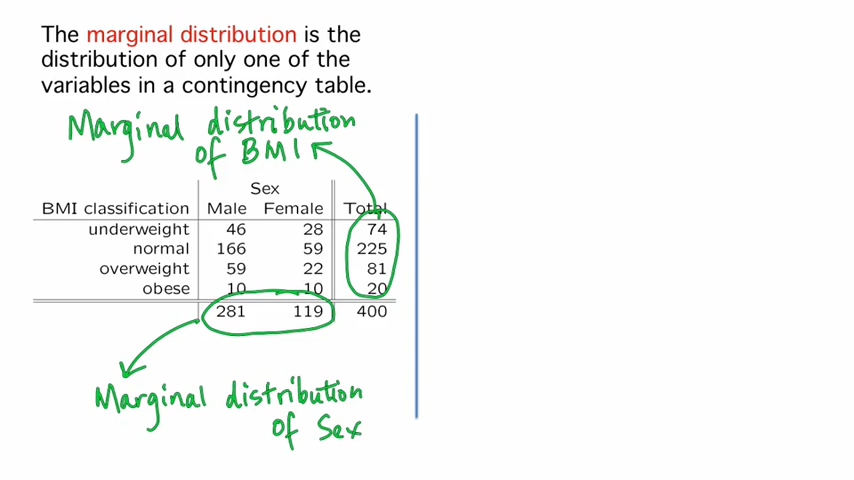 The marginal distribution is the
distribution of only one of the
variables in a contingency table.
Marginal distribution
of BMI
Sex
BMI classification Male Female Total
underweight 46 28 74
normal 166 59 225
overweight 59 22 81
obese 10 10 20
281 119 400
Marginal distribution
of Sex